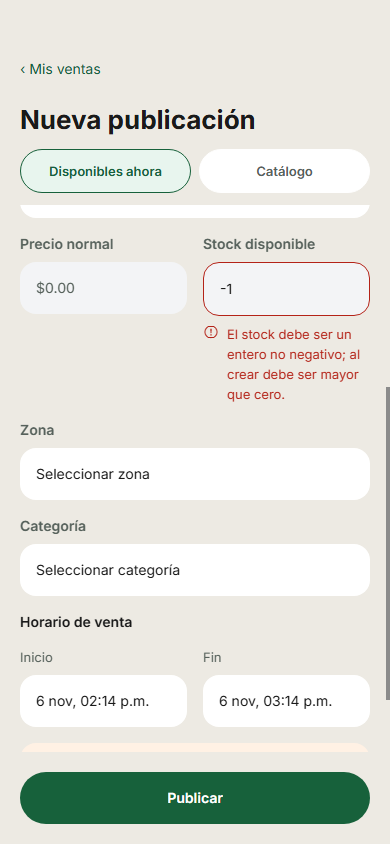 ‹ Mis ventas
Nueva publicación
Disponibles ahora
Catálogo
Precio normal
Stock disponible
$0.00
-1
El stock debe ser un
entero no negativo; al
crear debe ser mayor
que cero.
Zona
Seleccionar zona
Categoría
Seleccionar categoría
Horario de venta
Inicio
Fin
6 nov, 02:14 p.m.
6 nov, 03:14 p.m.
Publicar